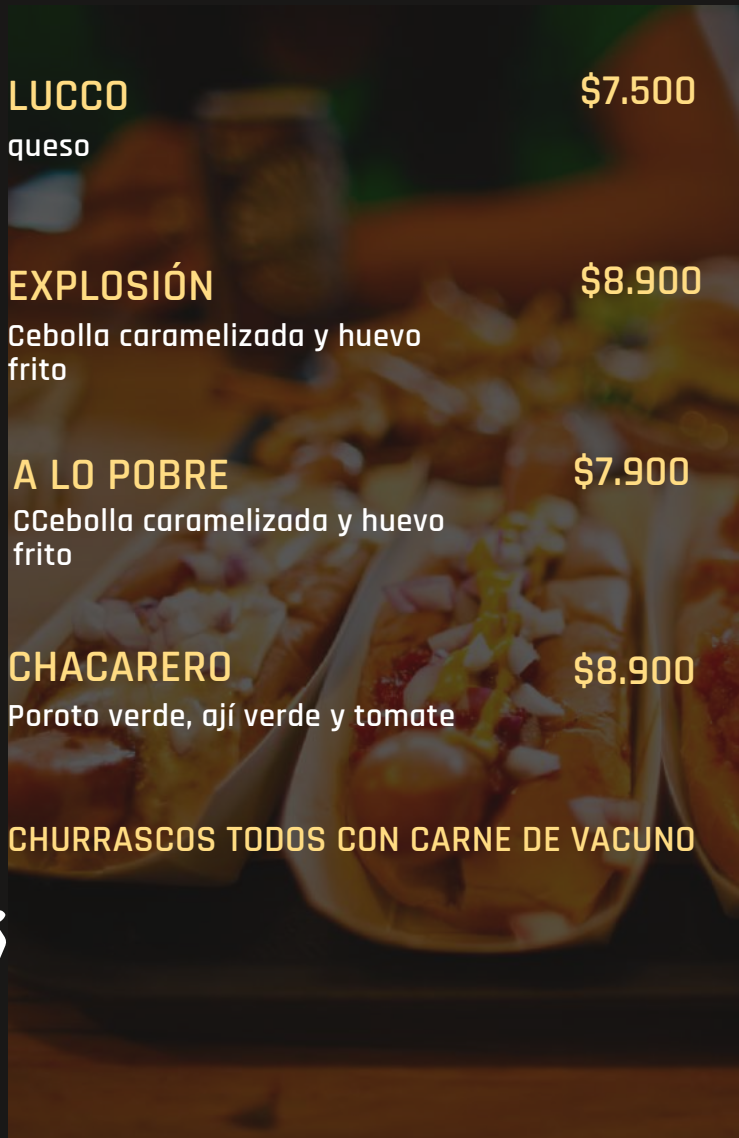 LUCCO $7.500
queso
EXPLOSIÓN $8.900
Cebolla caramelizada y huevo
frito
A LO POBRE $7.900
CCebolla caramelizada y huevo
frito
CHACARERO $8.900
Poroto verde, ají verde y tomate
CHURRASCOS TODOS CON CARNE DE VACUNO